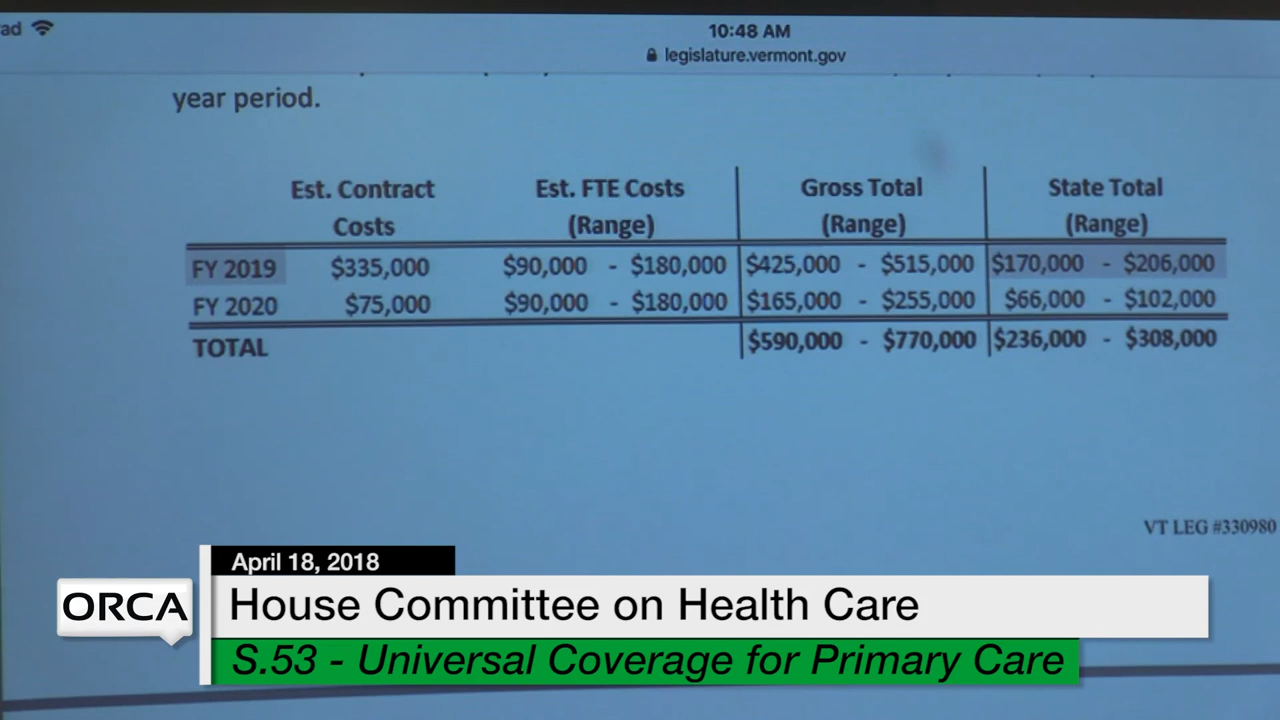 ad
10:48 AM
legislature.vermont.gov
year period.
Est. Contract Est. FTE Costs Gross Total State Total
Costs (Range) (Range) (Range)
FY 2019 $335,000 $90,000 - $180,000 $425,000 - $515,000 $170,000 - $206,000
FY 2020 $75,000 $90,000 - $180,000 $165,000 - $255,000 $66,000 - $102,000
TOTAL $590,000 - $770,000 $236,000 - $308,000
VT LEG #330980
April 18, 2018
ORCA
House Committee on Health Care
S.53 - Universal Coverage for Primary Care